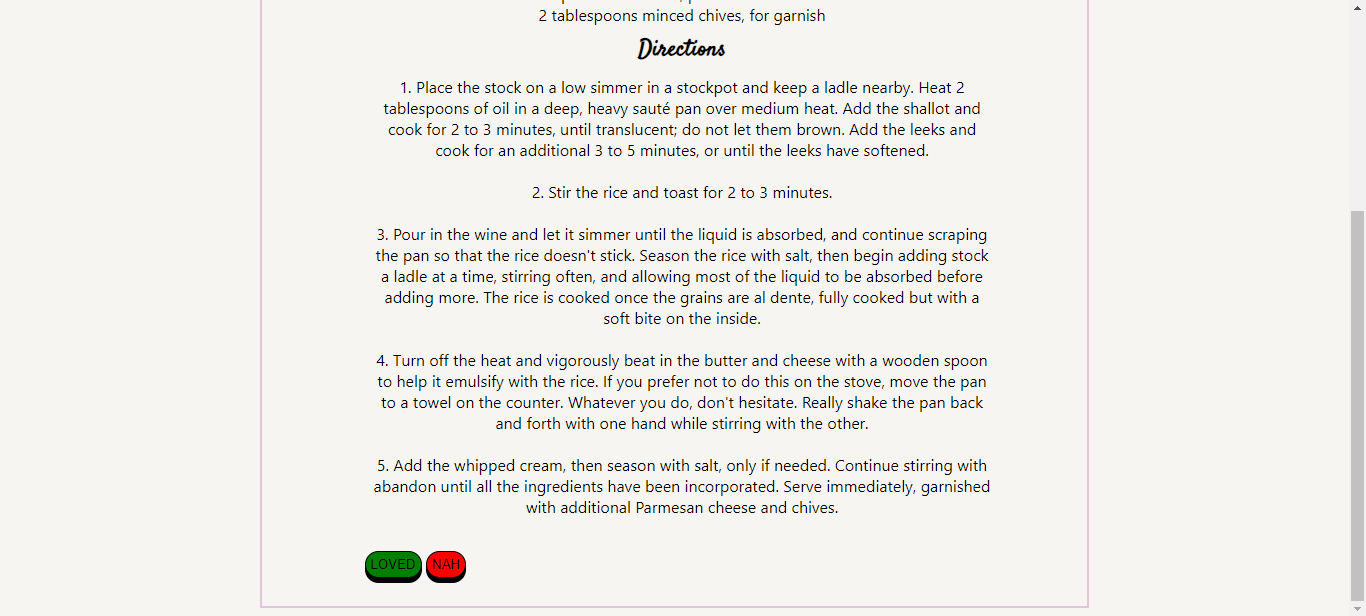 2 tablespoons minced chives, for garnish
Directions
1. Place the stock on a low simmer in a stockpot and keep a ladle nearby. Heat 2
tablespoons of oil in a deep, heavy sauté pan over medium heat. Add the shallot and
cook for 2 to 3 minutes, until translucent; do not let them brown. Add the leeks and
cook for an additional 3 to 5 minutes, or until the leeks have softened.
2. Stir the rice and toast for 2 to 3 minutes.
3. Pour in the wine and let it simmer until the liquid is absorbed, and continue scraping
the pan so that the rice doesn't stick. Season the rice with salt, then begin adding stock
a ladle at a time, stirring often, and allowing most of the liquid to be absorbed before
adding more. The rice is cooked once the grains are al dente, fully cooked but with a
soft bite on the inside.
4. Turn off the heat and vigorously beat in the butter and cheese with a wooden spoon
to help it emulsify with the rice. If you prefer not to do this on the stove, move the pan
to a towel on the counter. Whatever you do, don't hesitate. Really shake the pan back
and forth with one hand while stirring with the other.
5. Add the whipped cream, then season with salt, only if needed. Continue stirring with
abandon until all the ingredients have been incorporated. Serve immediately, garnished
with additional Parmesan cheese and chives.
LOVED NAH